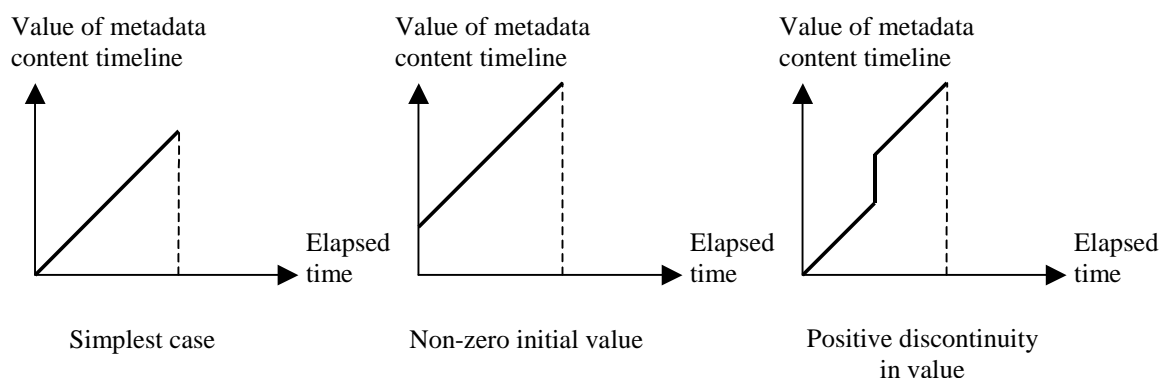 Value of metadata
content timeline
Elapsed
time
Simplest case
Value of metadata
content timeline
Elapsed
time
Non-zero initial value
Value of metadata
content timeline
Elapsed
time
Positive discontinuity
in value